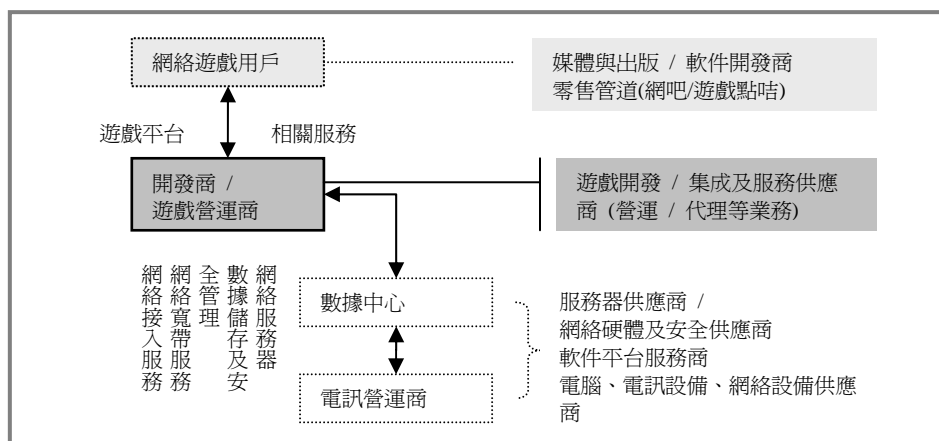 網絡遊戲用戶
媒體與出版 / 軟件開發商
零售管道(網吧/遊戲點咭)
遊戲平台
相關服務
開發商 /
遊戲營運商
遊戲開發 / 集成及服務供應
商 (營運 / 代理等業務)
網絡服務器
數據儲存及安
全管理
網絡寬帶服務
網絡接入服務
數據中心
電訊營運商
服務器供應商 /
網絡硬體及安全供應商
軟件平台服務商
電腦、電訊設備、網絡設備供應
商